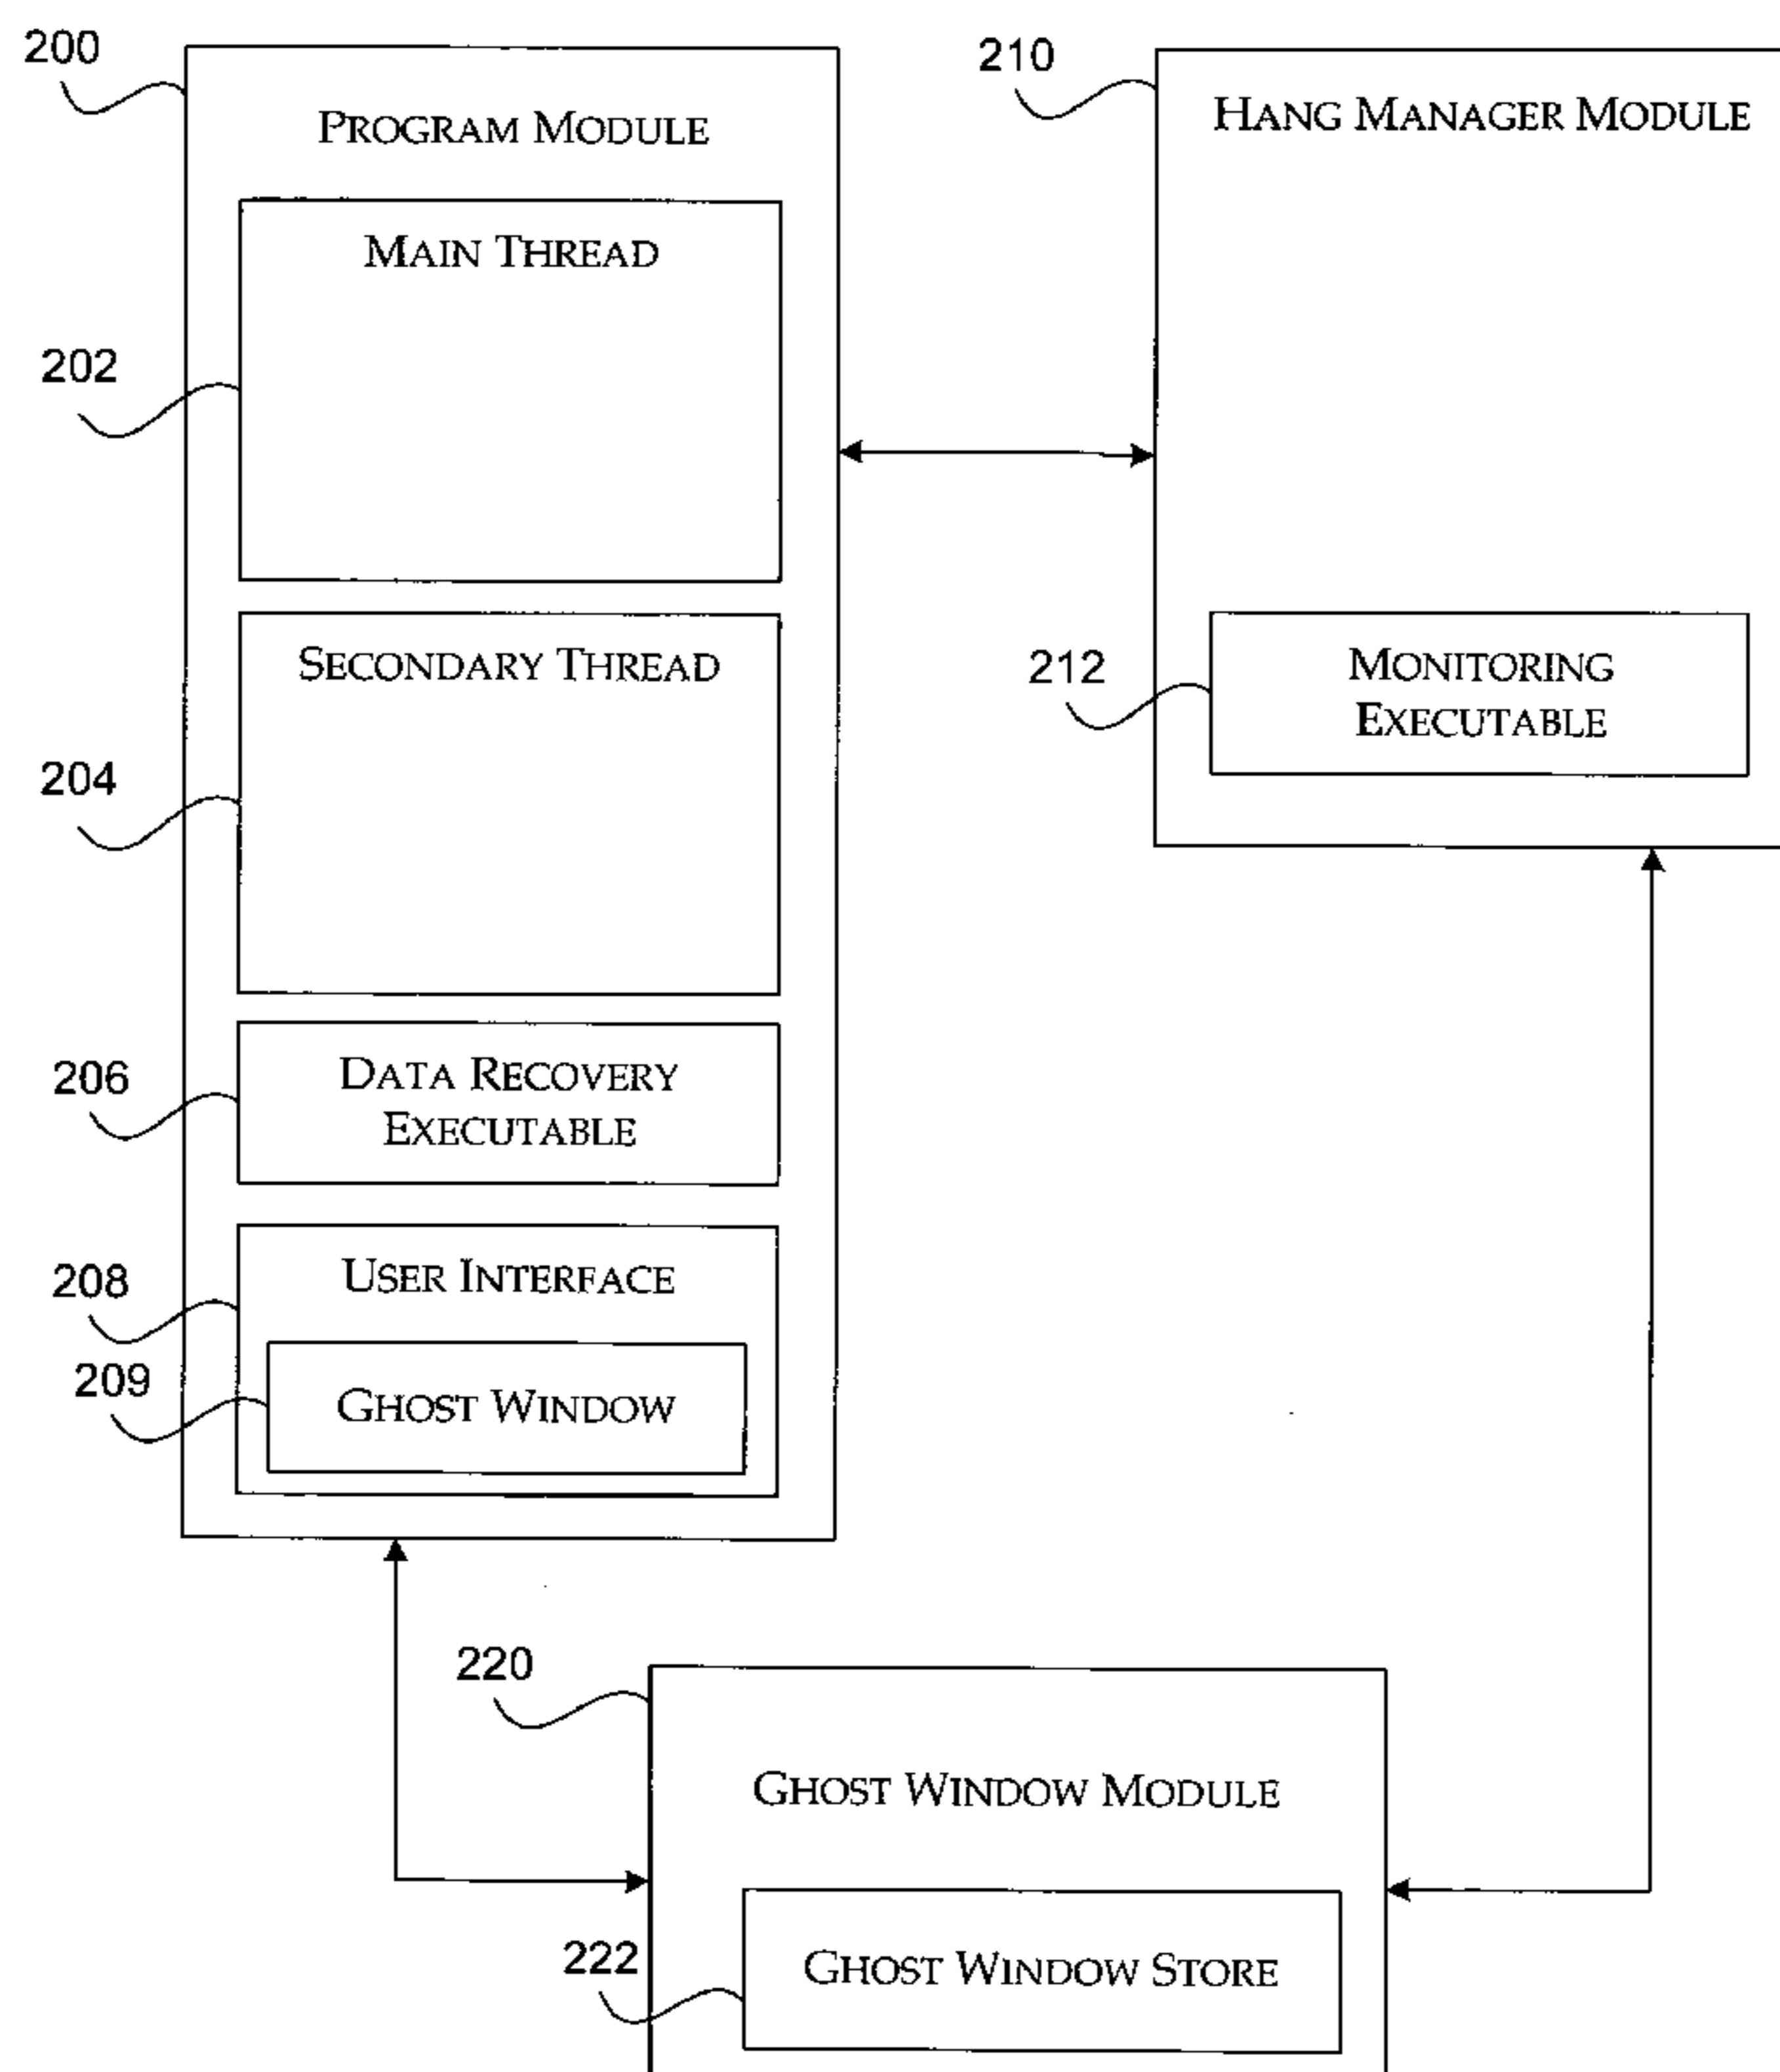 200
PROGRAM MODULE
MAIN THREAD
202
SECONDARY THREAD
204
DATA RECOVERY
EXECUTABLE
206
USER INTERFACE
208
209
GHOST WINDOW
210
HANG MANAGER MODULE
212
MONITORING
EXECUTABLE
220
GHOST WINDOW MODULE
222
GHOST WINDOW STORE